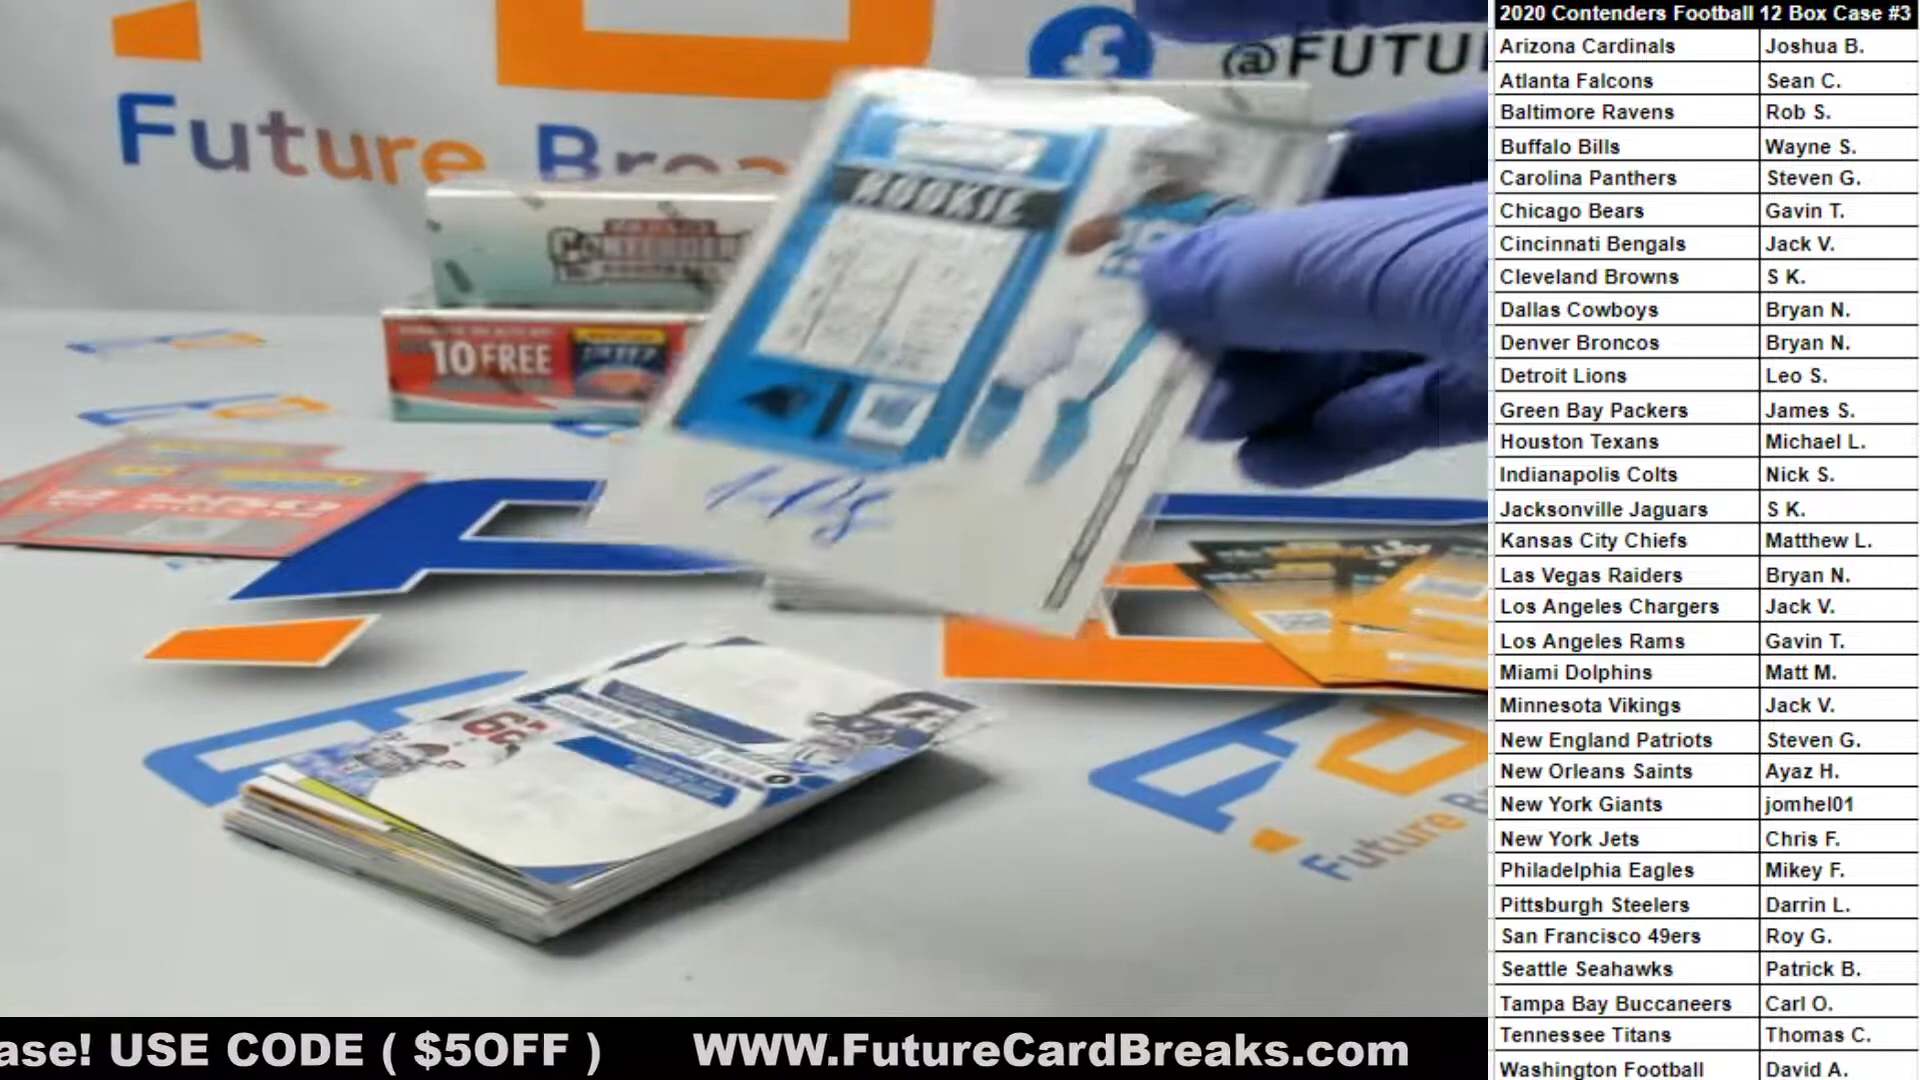 Future Brea
@FUTU
ROOKIE
CONTENDERS
10 FREE
Future B
ase! USE CODE ( $5OFF )
WWW.FutureCardBreaks.com
2020 Contenders Football 12 Box Case #3
Arizona Cardinals Joshua B.
Atlanta Falcons Sean C.
Baltimore Ravens Rob S.
Buffalo Bills Wayne S.
Carolina Panthers Steven G.
Chicago Bears Gavin T.
Cincinnati Bengals Jack V.
Cleveland Browns S K.
Dallas Cowboys Bryan N.
Denver Broncos Bryan N.
Detroit Lions Leo S.
Green Bay Packers James S.
Houston Texans Michael L.
Indianapolis Colts Nick S.
Jacksonville Jaguars S K.
Kansas City Chiefs Matthew L.
Las Vegas Raiders Bryan N.
Los Angeles Chargers Jack V.
Los Angeles Rams Gavin T.
Miami Dolphins Matt M.
Minnesota Vikings Jack V.
New England Patriots Steven G.
New Orleans Saints Ayaz H.
New York Giants jomhel01
New York Jets Chris F.
Philadelphia Eagles Mikey F.
Pittsburgh Steelers Darrin L.
San Francisco 49ers Roy G.
Seattle Seahawks Patrick B.
Tampa Bay Buccaneers Carl O.
Tennessee Titans Thomas C.
Washington Football David A.